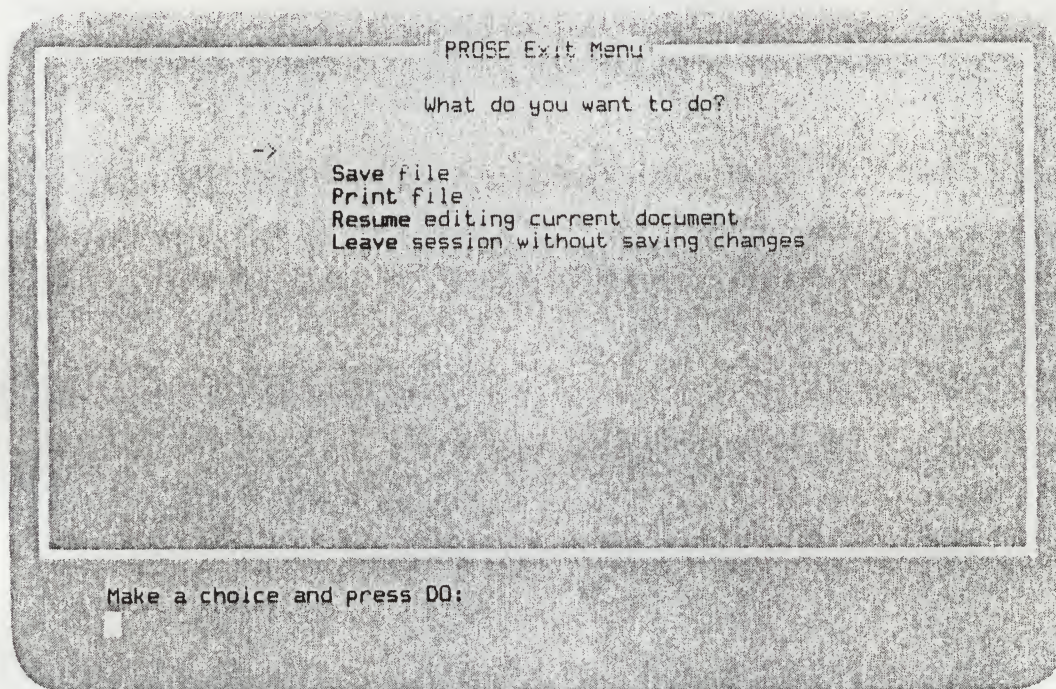 PROSE Exit Menu
What do you want to do?
->
Save file
Print file
Resume editing current document
Leave session without saving changes
Make a choice and press DO: